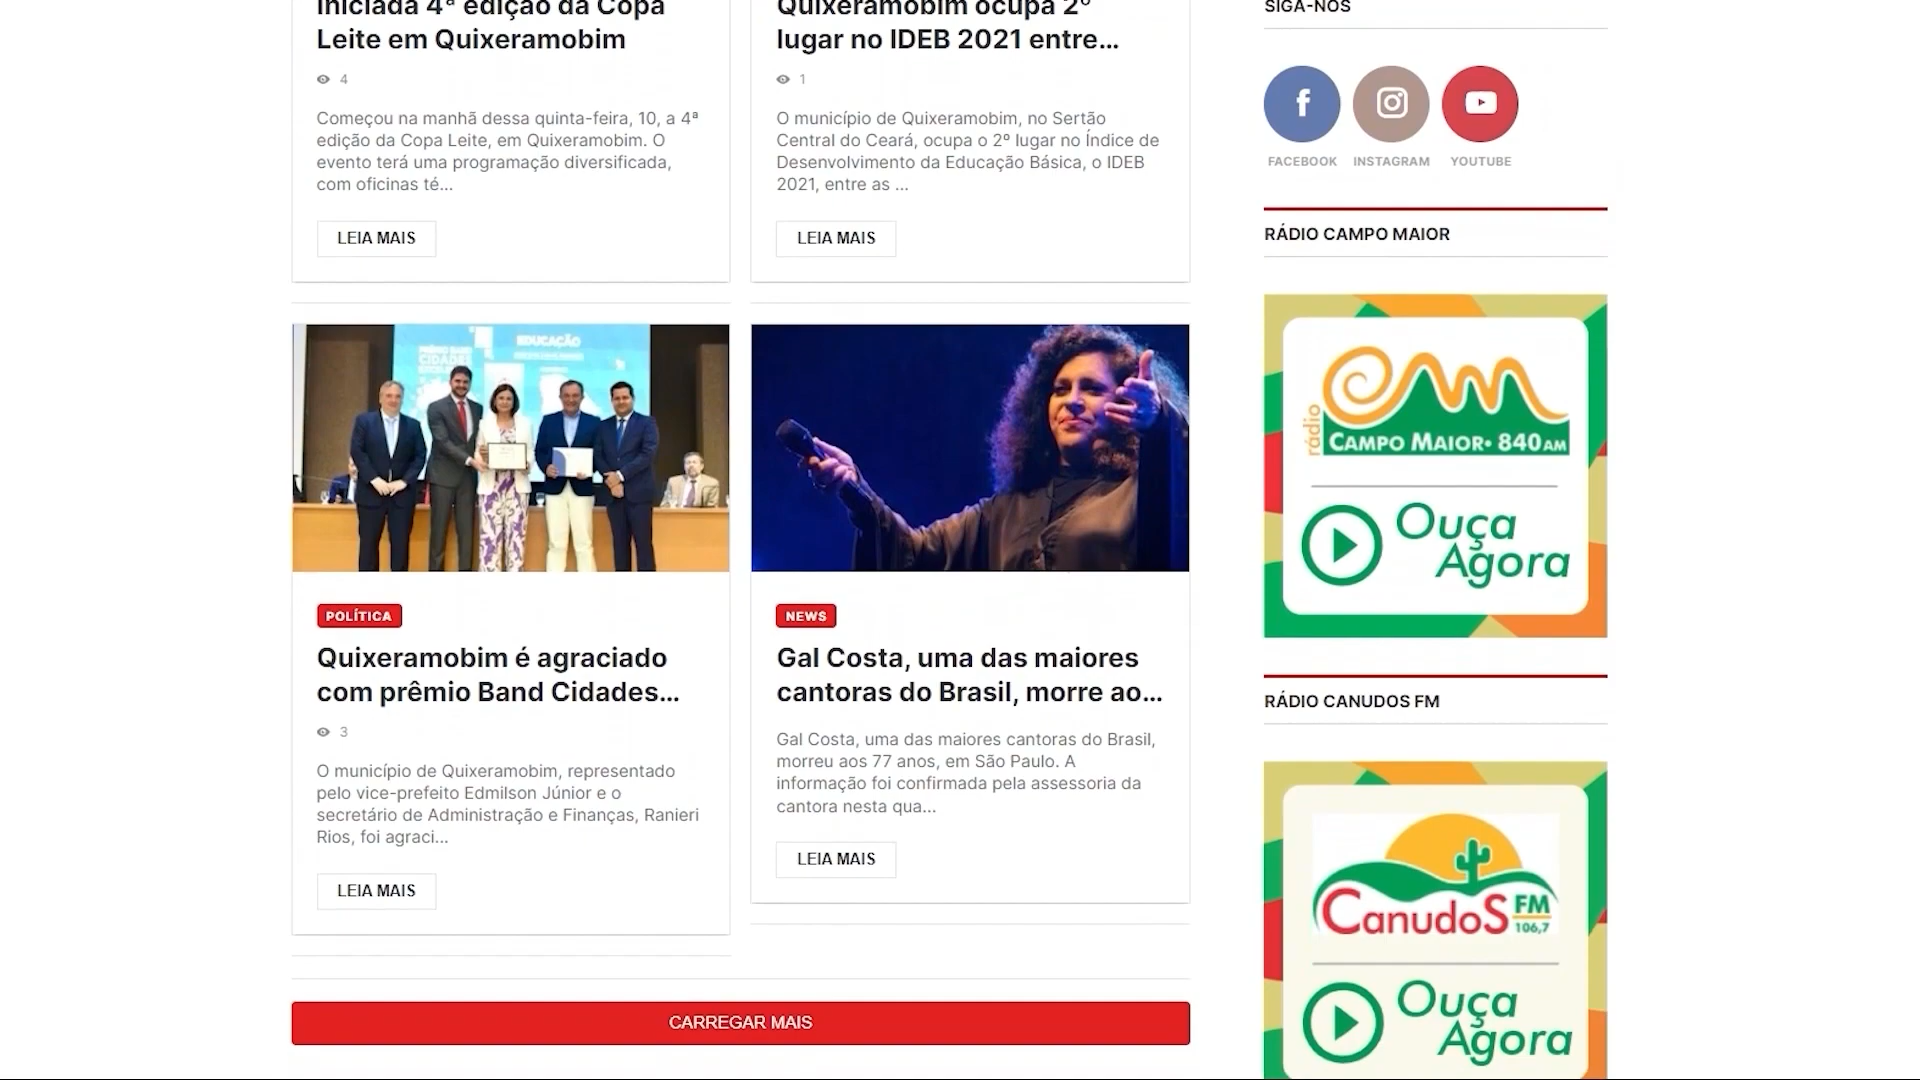 Iniciada 4ª edição da Copa
Leite em Quixeramobim
4
Começou na manhã dessa quinta-feira, 10, a 4ª
edição da Copa Leite, em Quixeramobim. O
evento terá uma programação diversificada,
com oficinas té...
LEIA MAIS
Quixeramobim ocupa 2º
lugar no IDEB 2021 entre...
1
O município de Quixeramobim, no Sertão
Central do Ceará, ocupa o 2º lugar no Índice de
Desenvolvimento da Educação Básica, o IDEB
2021, entre as ...
LEIA MAIS
EDUCAÇÃO
CIDADES
POLÍTICA
Quixeramobim é agraciado
com prêmio Band Cidades...
3
O município de Quixeramobim, representado
pelo vice-prefeito Edmilson Júnior e o
secretário de Administração e Finanças, Ranieri
Rios, foi agraci...
LEIA MAIS
NEWS
Gal Costa, uma das maiores
cantoras do Brasil, morre ao...
Gal Costa, uma das maiores cantoras do Brasil,
morreu aos 77 anos, em São Paulo. A
informação foi confirmada pela assessoria da
cantora nesta qua...
LEIA MAIS
CARREGAR MAIS
SIGA-NOS
FACEBOOK INSTAGRAM YOUTUBE
RÁDIO CAMPO MAIOR
rádio
CAMPO MAIOR• 840 AM
Ouça
Agora
RÁDIO CANUDOS FM
CanudoS FM
106,7
Ouça
Agora